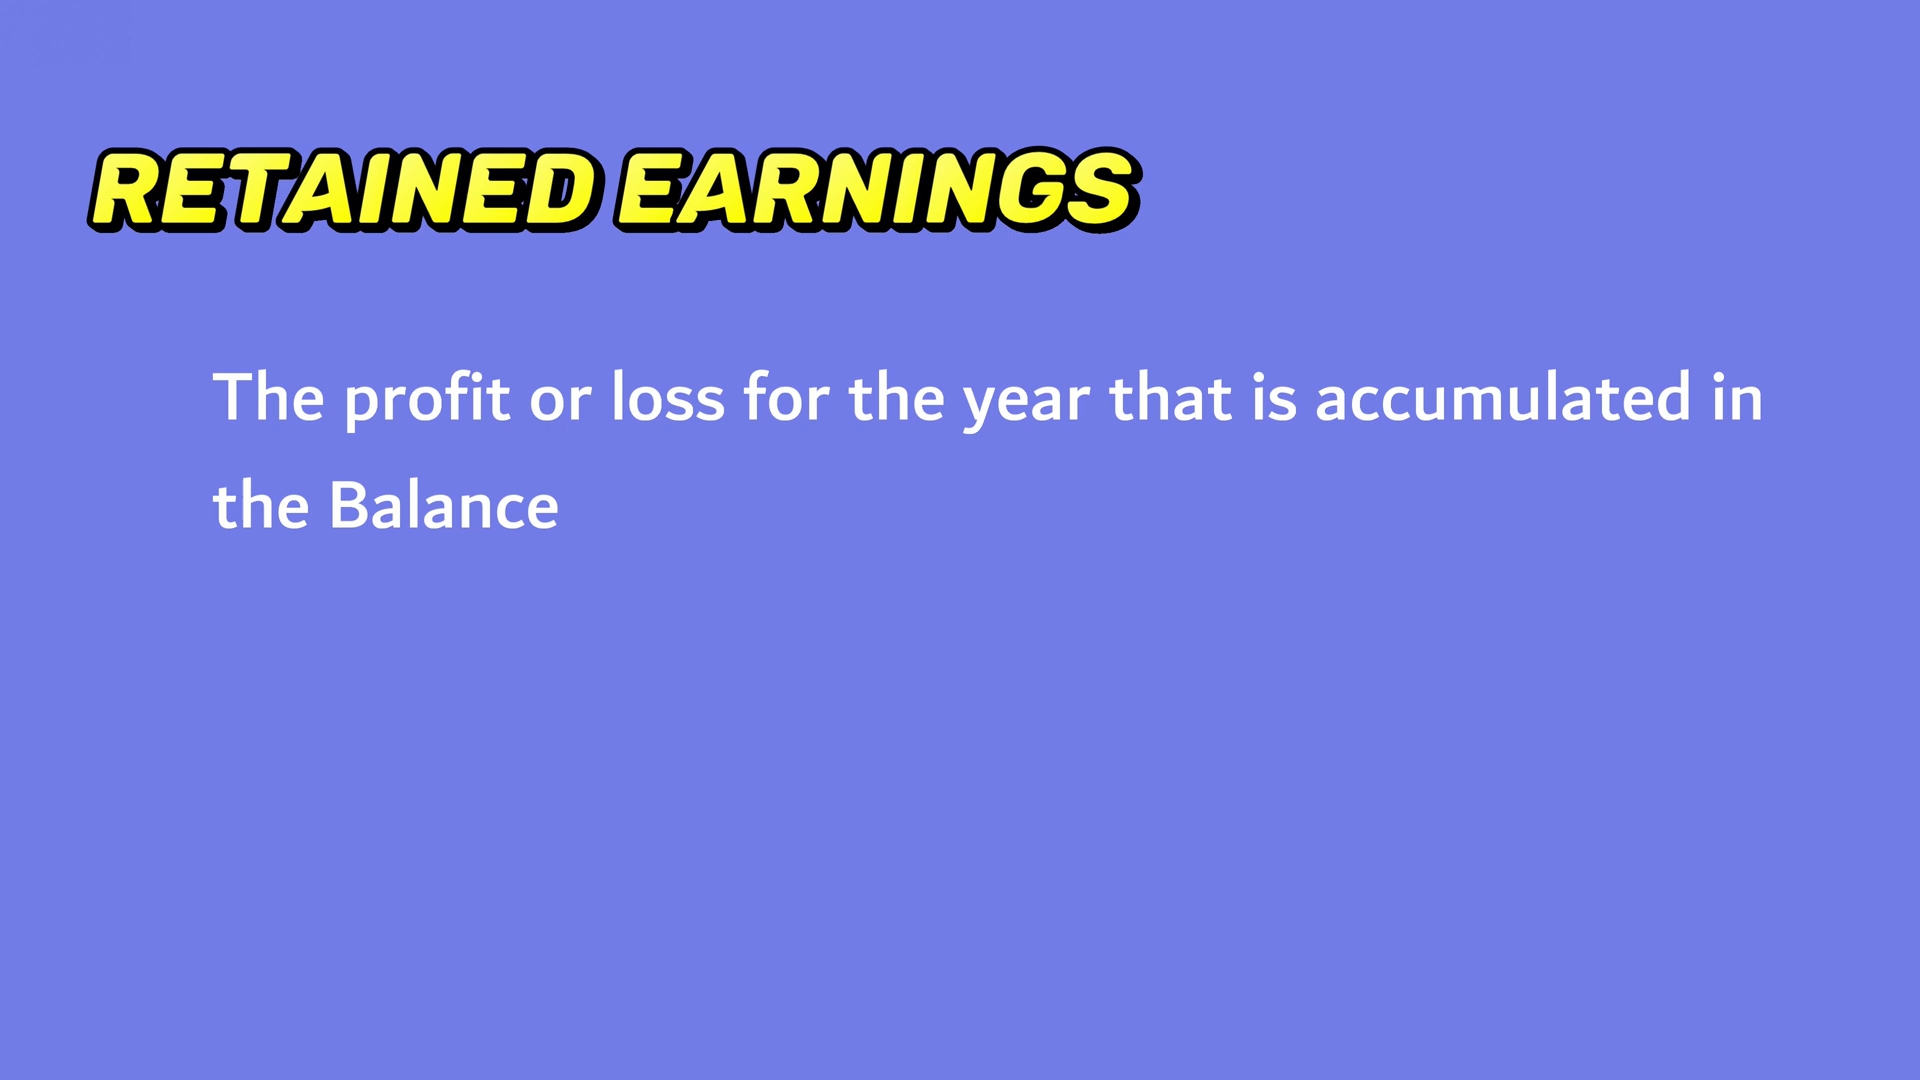 RETAINED EARNINGS
The profit or loss for the year that is accumulated in
the Balance